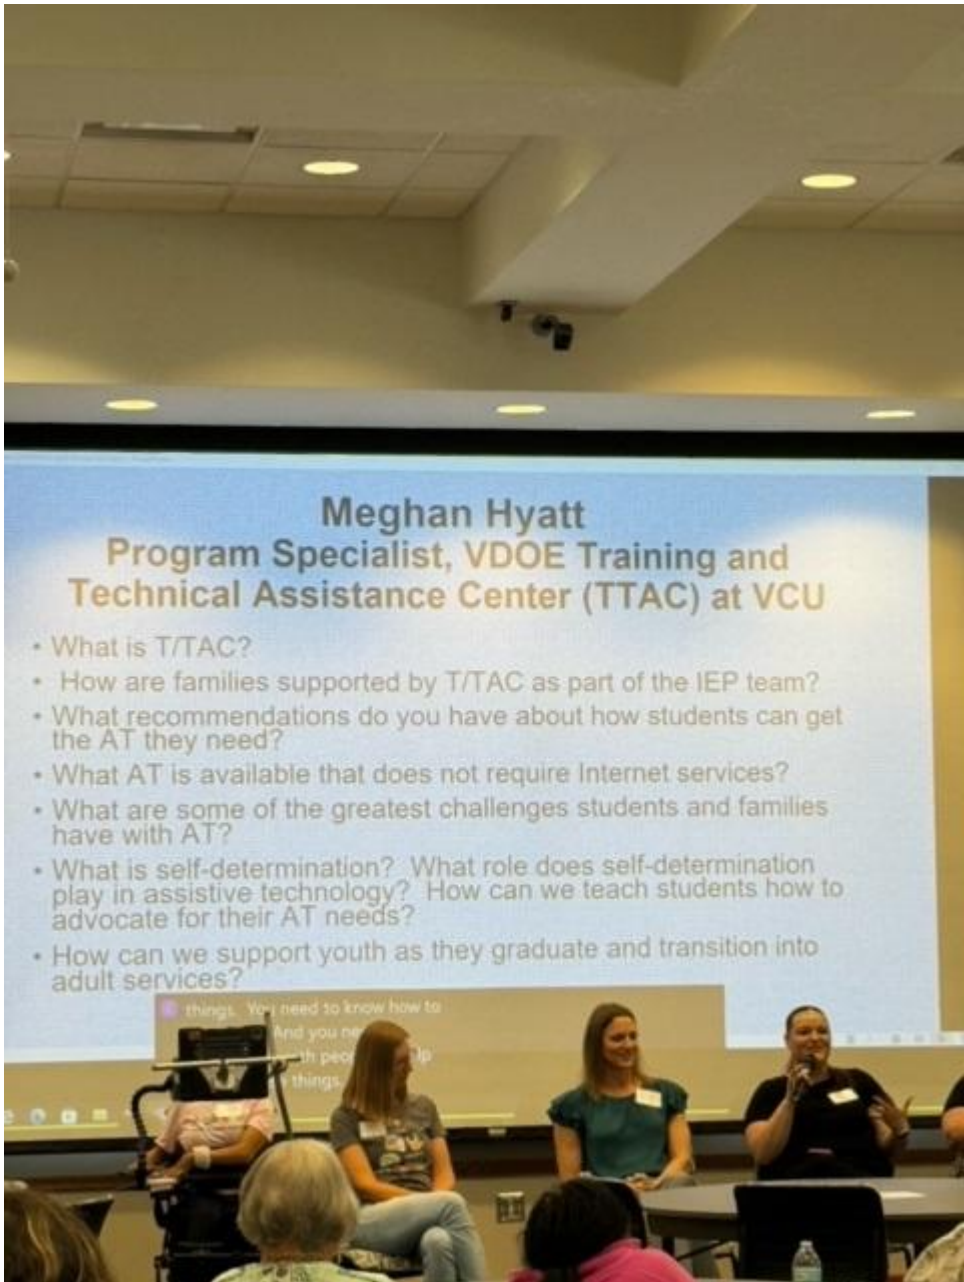 Meghan Hyatt
Program Specialist, VDOE Training and
Technical Assistance Center (TTAC) at VCU
• What is T/TAC?
• How are families supported by T/TAC as part of the IEP team?
• What recommendations do you have about how students can get
the AT they need?
• What AT is available that does not require Internet services?
• What are some of the greatest challenges students and families
have with AT?
• What is self-determination? What role does self-determination
play in assistive technology? How can we teach students how to
advocate for their AT needs?
• How can we support youth as they graduate and transition into
adult services?
things. You need to know how to
And you
things